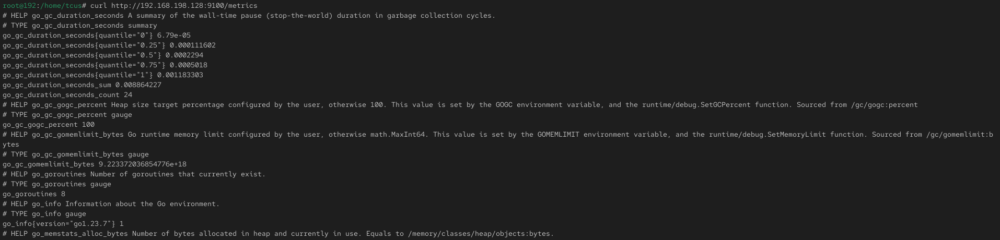 root@192:/home/tcus# curl http://192.168.198.128:9100/metrics
# HELP go_gc_duration_seconds A summary of the wall-time pause (stop-the-world) duration in garbage collection cycles.
# TYPE go_gc_duration_seconds summary
go_gc_duration_seconds{quantile="0"} 6.79e-05
go_gc_duration_seconds{quantile="0.25"} 0.000111602
go_gc_duration_seconds{quantile="0.5"} 0.0002294
go_gc_duration_seconds{quantile="0.75"} 0.0005018
go_gc_duration_seconds{quantile="1"} 0.001183303
go_gc_duration_seconds_sum 0.008864227
go_gc_duration_seconds_count 24
# HELP go_gc_gogc_percent Heap size target percentage configured by the user, otherwise 100. This value is set by the GOGC environment variable, and the runtime/debug.SetGCPercent function. Sourced from /gc/gogc:percent
# TYPE go_gc_gogc_percent gauge
go_gc_gogc_percent 100
# HELP go_gc_gomemlimit_bytes Go runtime memory limit configured by the user, otherwise math.MaxInt64. This value is set by the GOMEMLIMIT environment variable, and the runtime/debug.SetMemoryLimit function. Sourced from /gc/gomemlimit:b
ytes
# TYPE go_gc_gomemlimit_bytes gauge
go_gc_gomemlimit_bytes 9.223372036854776e+18
# HELP go_goroutines Number of goroutines that currently exist.
# TYPE go_goroutines gauge
go_goroutines 8
# HELP go_info Information about the Go environment.
# TYPE go_info gauge
go_info{version="go1.23.7"} 1
# HELP go_memstats_alloc_bytes Number of bytes allocated in heap and currently in use. Equals to /memory/classes/heap/objects:bytes.